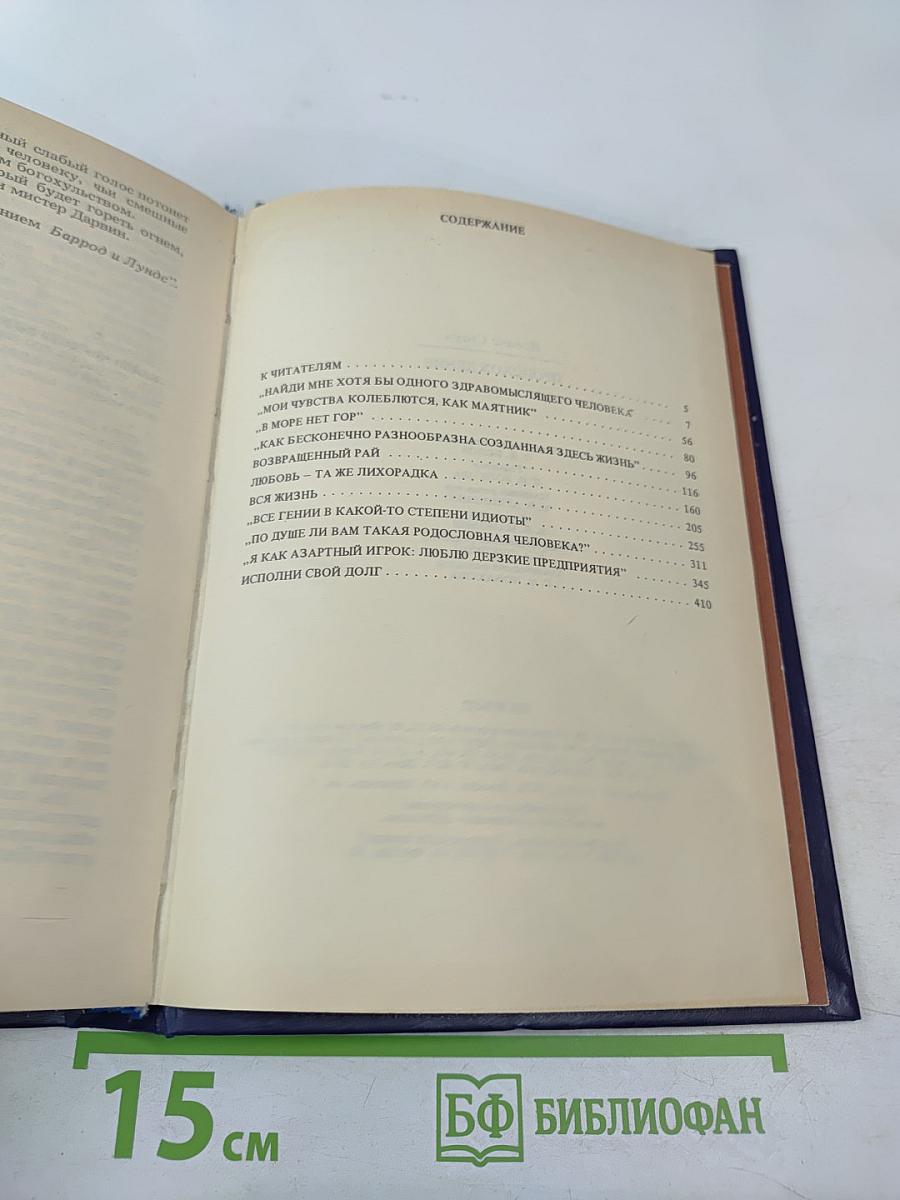 ный слабый голос потонет
человеку, чьи смешные
м богохульством.
рый будет гореть огнем,
и мистер Дарвин.
нием Баррод и Лунде".
СОДЕРЖАНИЕ
К ЧИТАТЕЛЯМ . . . . . . . . . . 5
„НАЙДИ МНЕ ХОТЯ БЫ ОДНОГО ЗДРАВОМЫСЛЯЩЕГО ЧЕЛОВЕКА" . . . 7
„МОИ ЧУВСТВА КОЛЕБЛЮТСЯ, КАК МАЯТНИК" . . . . . . . . . . 56
„В МОРЕ НЕТ ГОР" . . . . . . . . . . 80
„КАК БЕСКОНЕЧНО РАЗНООБРАЗНА СОЗДАННАЯ ЗДЕСЬ ЖИЗНЬ" . . . . . 96
ВОЗВРАЩЕННЫЙ РАЙ . . . . . . . . . . 116
ЛЮБОВЬ – ТА ЖЕ ЛИХОРАДКА . . . . . . . . . . 160
ВСЯ ЖИЗНЬ . . . . . . . . . . 205
„ВСЕ ГЕНИИ В КАКОЙ-ТО СТЕПЕНИ ИДИОТЫ" . . . . . . . . . . 255
„ПО ДУШЕ ЛИ ВАМ ТАКАЯ РОДОСЛОВНАЯ ЧЕЛОВЕКА?" . . . . . . . . . . 311
„Я КАК АЗАРТНЫЙ ИГРОК: ЛЮБЛЮ ДЕРЗКИЕ ПРЕДПРИЯТИЯ" . . . . . . 345
ИСПОЛНИ СВОЙ ДОЛГ . . . . . . . . . . 410
15 см
БФ БИБЛИОФАН